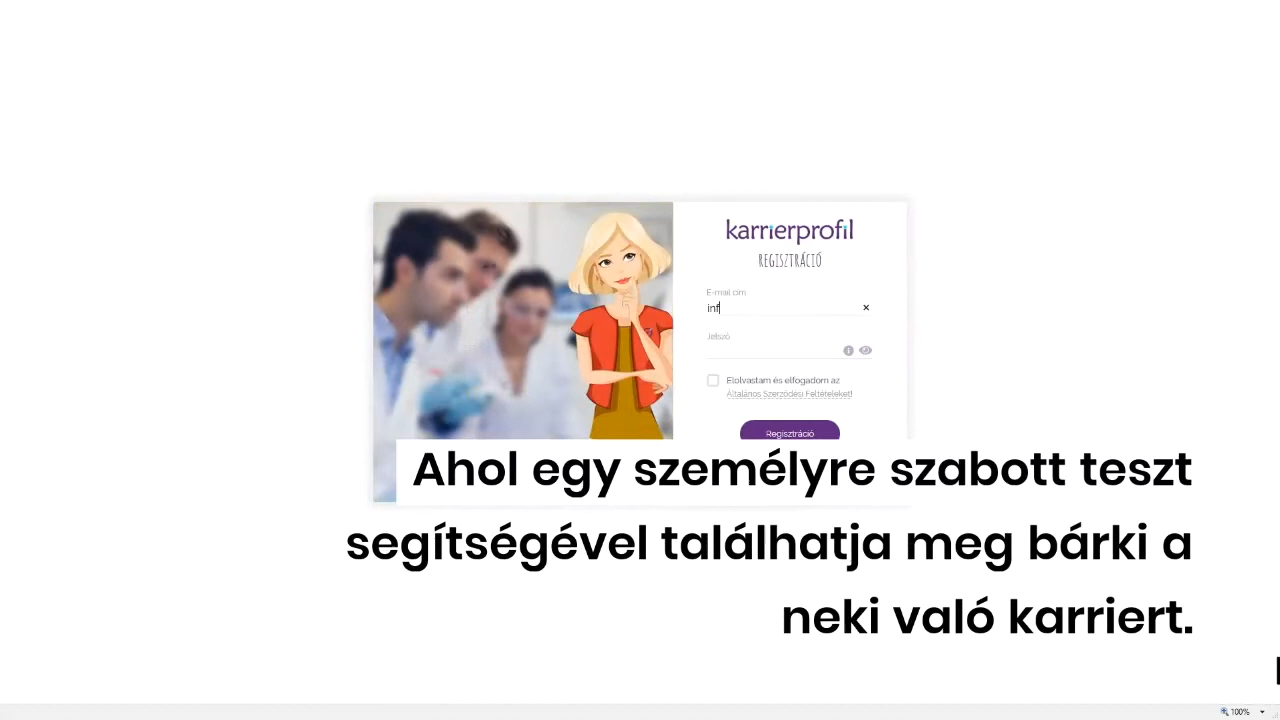 karrierprofil
REGISZTRÁCIÓ
E-mail cím
inf
Jelszó
Elolvastam és elfogadom az
Általános Szerződési Feltételeket!
Regisztráció
Ahol egy személyre szabott teszt
segítségével találhatja meg bárki a
neki való karriert.
100%